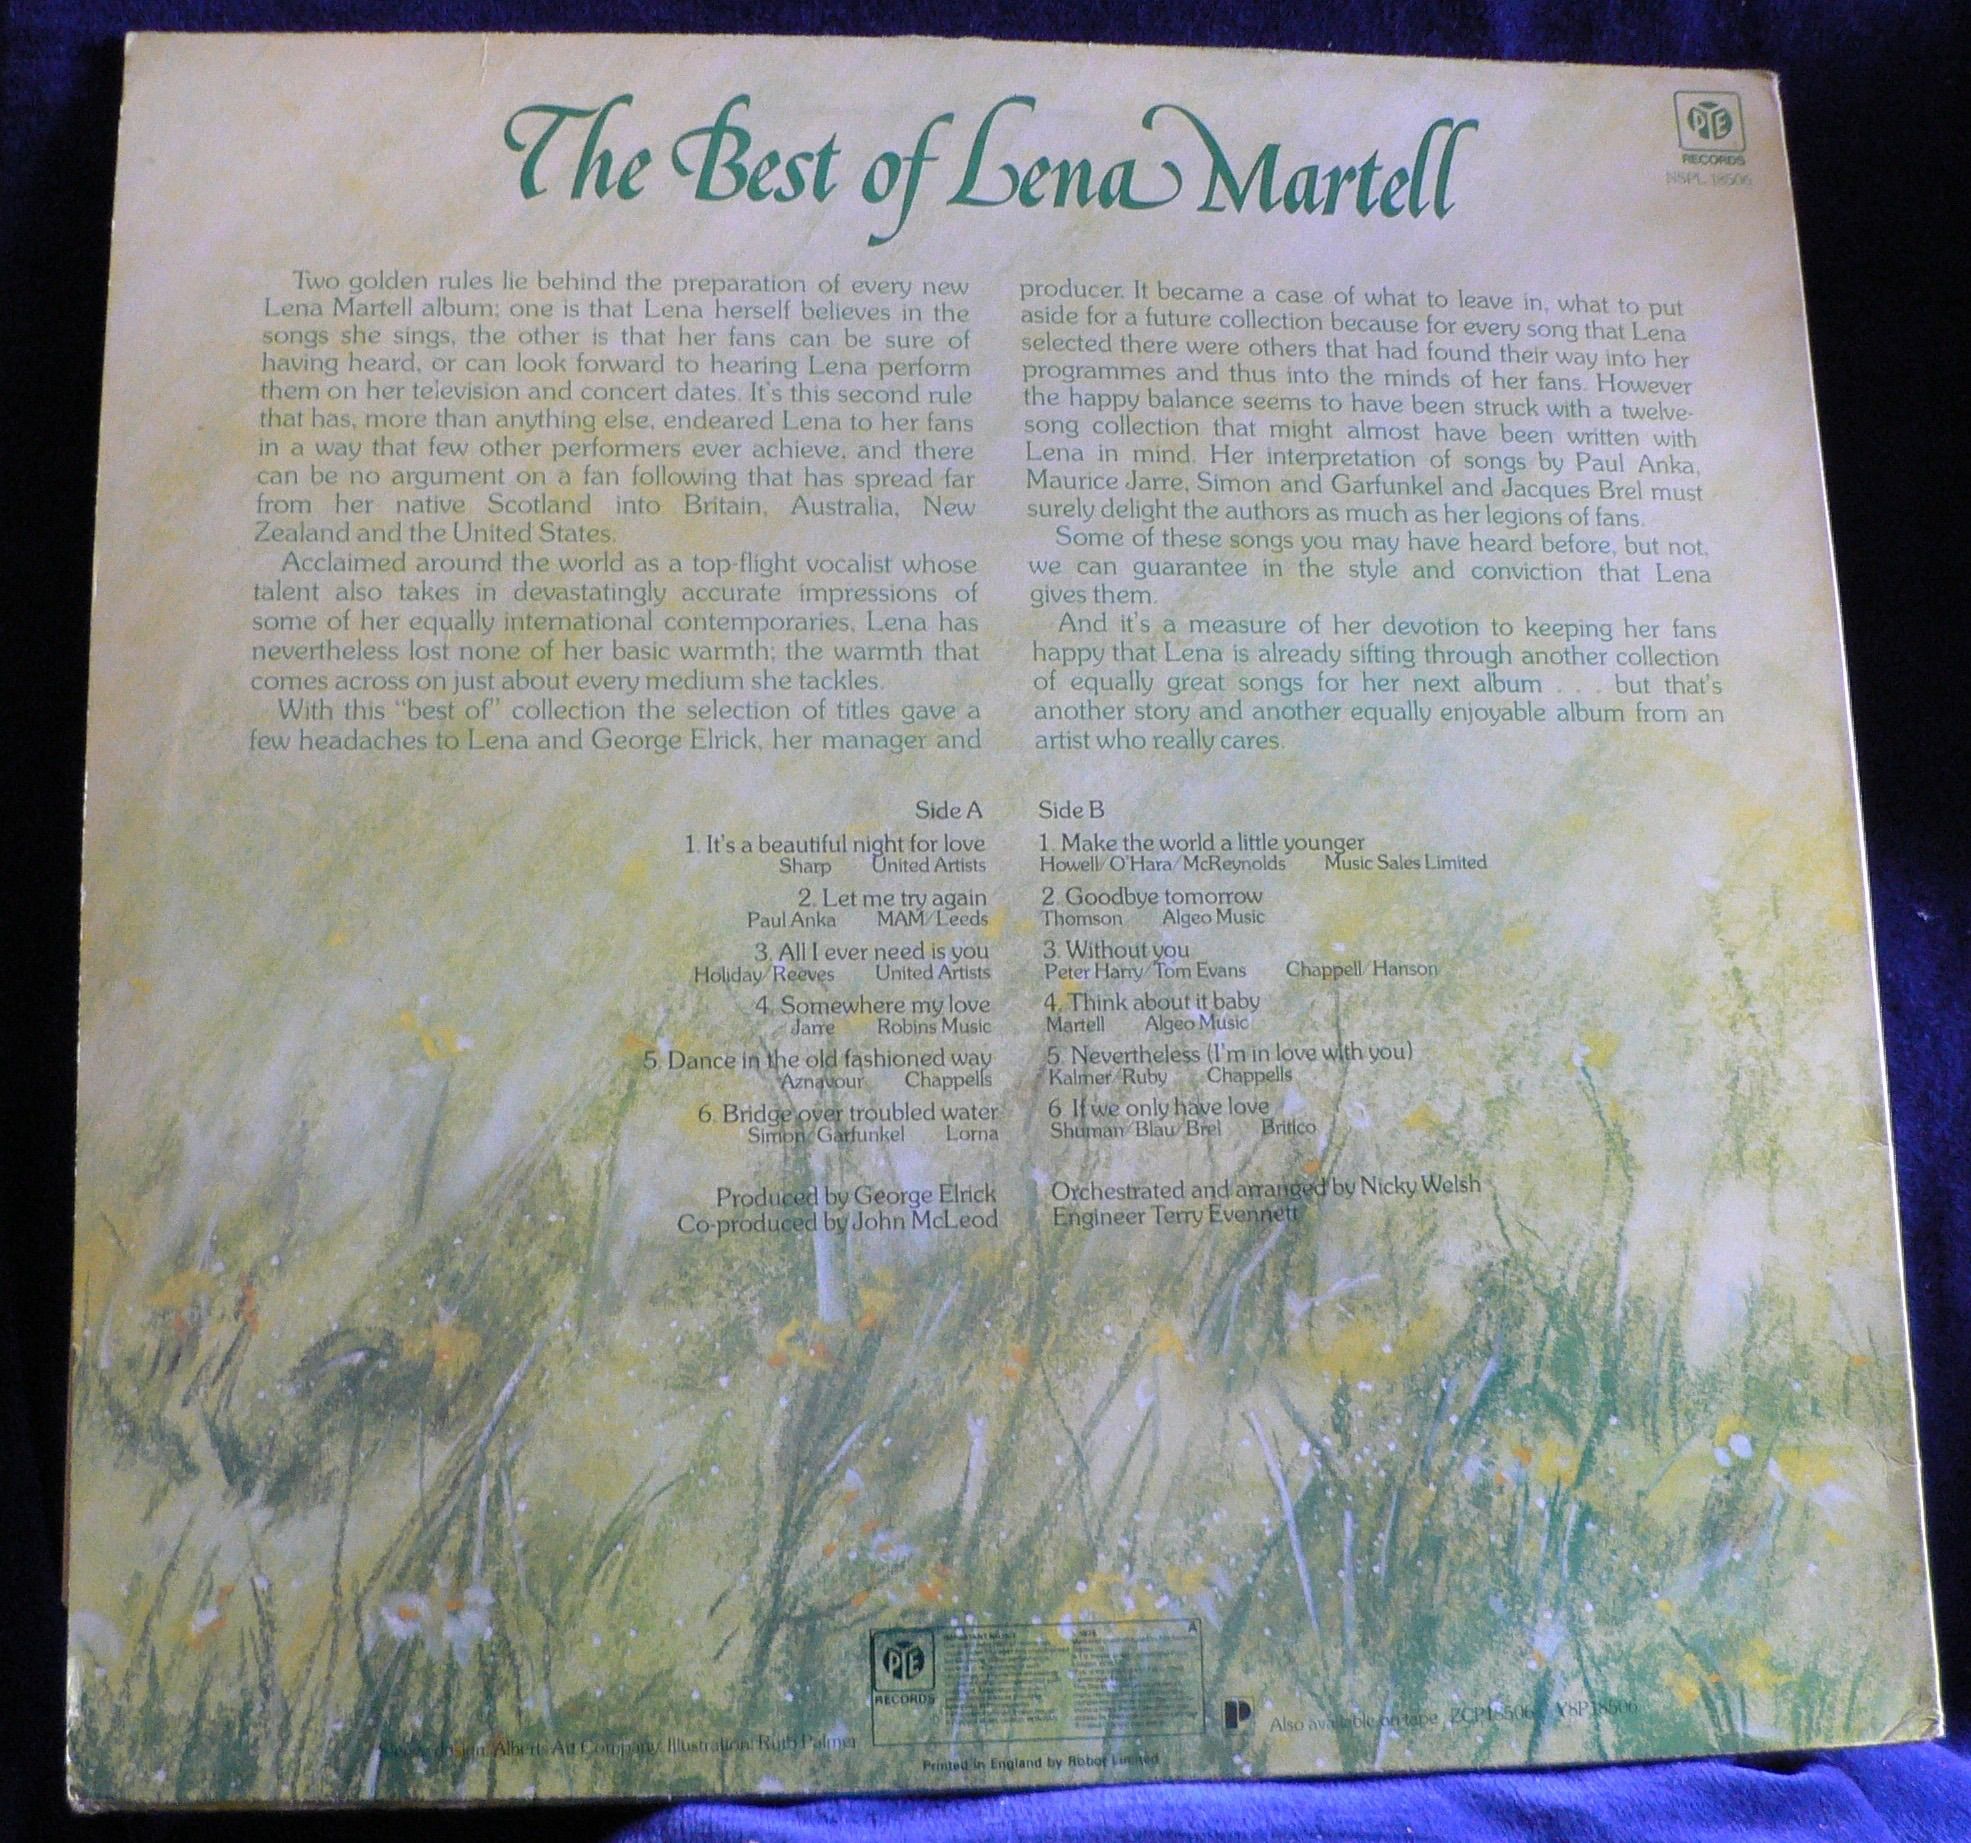 The Best of Lena Martell
PYE
RECORDS
NSPL 18506
Two golden rules lie behind the preparation of every new
Lena Martell album; one is that Lena herself believes in the
songs she sings, the other is that her fans can be sure of
having heard, or can look forward to hearing Lena perform
them on her television and concert dates. It's this second rule
that has, more than anything else, endeared Lena to her fans
in a way that few other performers ever achieve, and there
can be no argument on a fan following that has spread far
from her native Scotland into Britain, Australia, New
Zealand and the United States.
Acclaimed around the world as a top-flight vocalist whose
talent also takes in devastatingly accurate impressions of
some of her equally international contemporaries, Lena has
nevertheless lost none of her basic warmth; the warmth that
comes across on just about every medium she tackles.
With this "best of" collection the selection of titles gave a
few headaches to Lena and George Elrick, her manager and
producer. It became a case of what to leave in, what to put
aside for a future collection because for every song that Lena
selected there were others that had found their way into her
programmes and thus into the minds of her fans. However
the happy balance seems to have been struck with a twelve-
song collection that might almost have been written with
Lena in mind. Her interpretation of songs by Paul Anka,
Maurice Jarre, Simon and Garfunkel and Jacques Brel must
surely delight the authors as much as her legions of fans.
Some of these songs you may have heard before, but not,
we can guarantee in the style and conviction that Lena
gives them.
And it's a measure of her devotion to keeping her fans
happy that Lena is already sifting through another collection
of equally great songs for her next album . . . but that's
another story and another equally enjoyable album from an
artist who really cares.
Side A
1. It's a beautiful night for love
Sharp United Artists
2. Let me try again
Paul Anka MAM/Leeds
3. All I ever need is you
Holiday/Reeves United Artists
4. Somewhere my love
Jarre Robins Music
5. Dance in the old fashioned way
Aznavour Chappells
6. Bridge over troubled water
Simon/Garfunkel Lorna
Produced by George Elrick
Co-produced by John McLeod
Side B
1. Make the world a little younger
Howell/O'Hara/McReynolds Music Sales Limited
2. Goodbye tomorrow
Thomson Algeo Music
3. Without you
Peter Harry/Tom Evans Chappell/Hanson
4. Think about it baby
Martell Algeo Music
5. Nevertheless (I'm in love with you)
Kalmer/Ruby Chappells
6. If we only have love
Shuman/Blau/Brel Britico
Orchestrated and arranged by Nicky Welsh
Engineer Terry Evennett
PYE
RECORDS
A
Sleeve design Alberts Art Company Illustration Ruth Palmer
Also available on tape ZCP18506 Y8P18506
Printed in England by Robor Limited